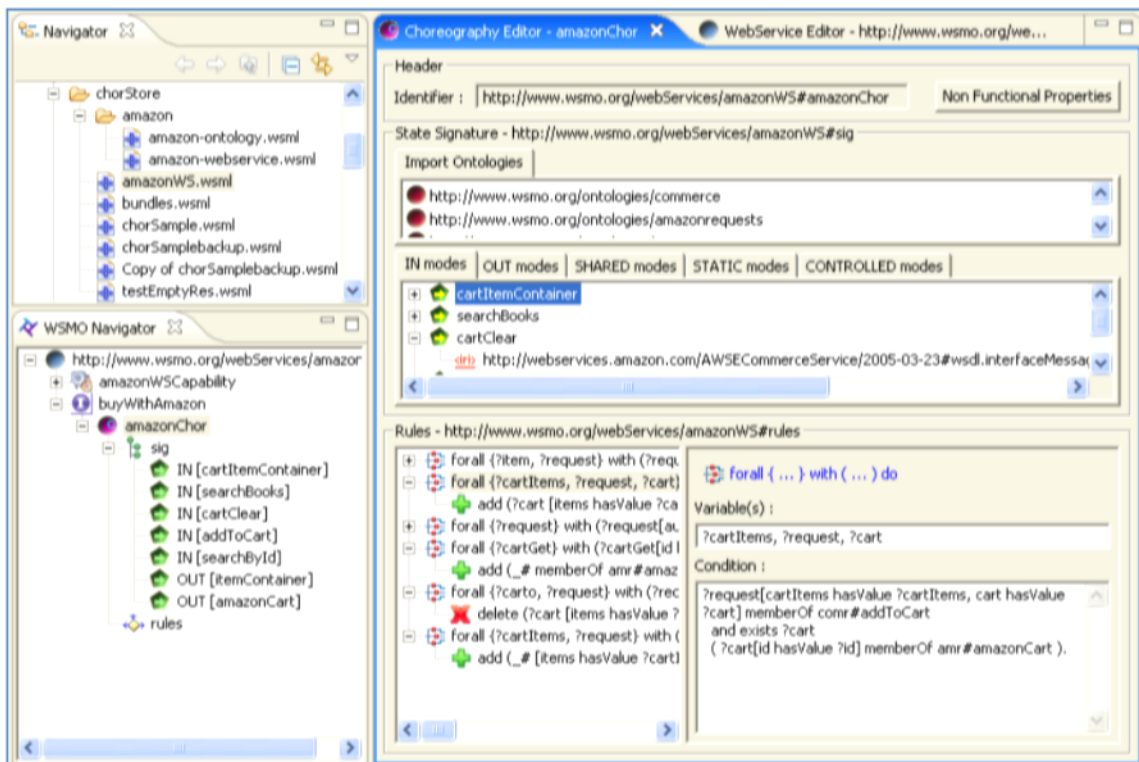 Navigator
chorStore
amazon
amazon-ontology.wsml
amazon-webservice.wsml
amazonWS.wsml
bundles.wsml
chorSample.wsml
chorSamplebackup.wsml
Copy of chorSamplebackup.wsml
testEmptyRes.wsml
WSMO Navigator
http://www.wsmo.org/webServices/amazon
amazonWSCapability
buyWithAmazon
amazonChor
sig
IN [cartItemContainer]
IN [searchBooks]
IN [cartClear]
IN [addToCart]
IN [searchById]
OUT [itemContainer]
OUT [amazonCart]
rules
Choreography Editor - amazonChor
WebService Editor - http://www.wsmo.org/we...
Header
Identifier : http://www.wsmo.org/webServices/amazonWS#amazonChor Non Functional Properties
State Signature - http://www.wsmo.org/webServices/amazonWS#sig
Import Ontologies
http://www.wsmo.org/ontologies/commerce
http://www.wsmo.org/ontologies/amazonrequests
IN modes OUT modes SHARED modes STATIC modes CONTROLLED modes
cartItemContainer
searchBooks
cartClear
http://webservices.amazon.com/AWSECommerceService/2005-03-23#wsdl.interfaceMessa
Rules - http://www.wsmo.org/webServices/amazonWS#rules
forall {?item, ?request} with (?requ
forall {?cartItems, ?request, ?cart}
add (?cart [items hasValue ?ca
forall {?request} with (?request[au
forall {?cartGet} with (?cartGet[id
add (_# memberOf amr#amaz
forall {?carto, ?request} with (?rec
delete (?cart [items hasValue ?
forall {?cartItems, ?request} with (
add (_# [items hasValue ?cartI
forall { ... } with ( ... ) do
Variable(s) :
?cartItems, ?request, ?cart
Condition :
?request[cartItems hasValue ?cartItems, cart hasValue
?cart] memberOf comr#addToCart
and exists ?cart
( ?cart[id hasValue ?id] memberOf amr#amazonCart ).